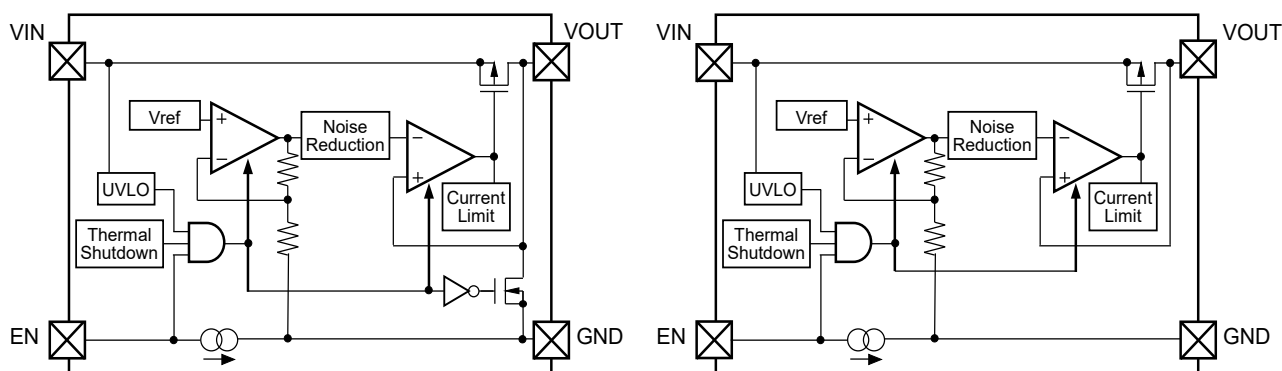 VIN
VOUT
Vref
+
−
Noise
Reduction
−
+
UVLO
Current
Limit
Thermal
Shutdown
EN
GND
VIN
VOUT
Vref
+
−
Noise
Reduction
−
+
UVLO
Current
Limit
Thermal
Shutdown
EN
GND